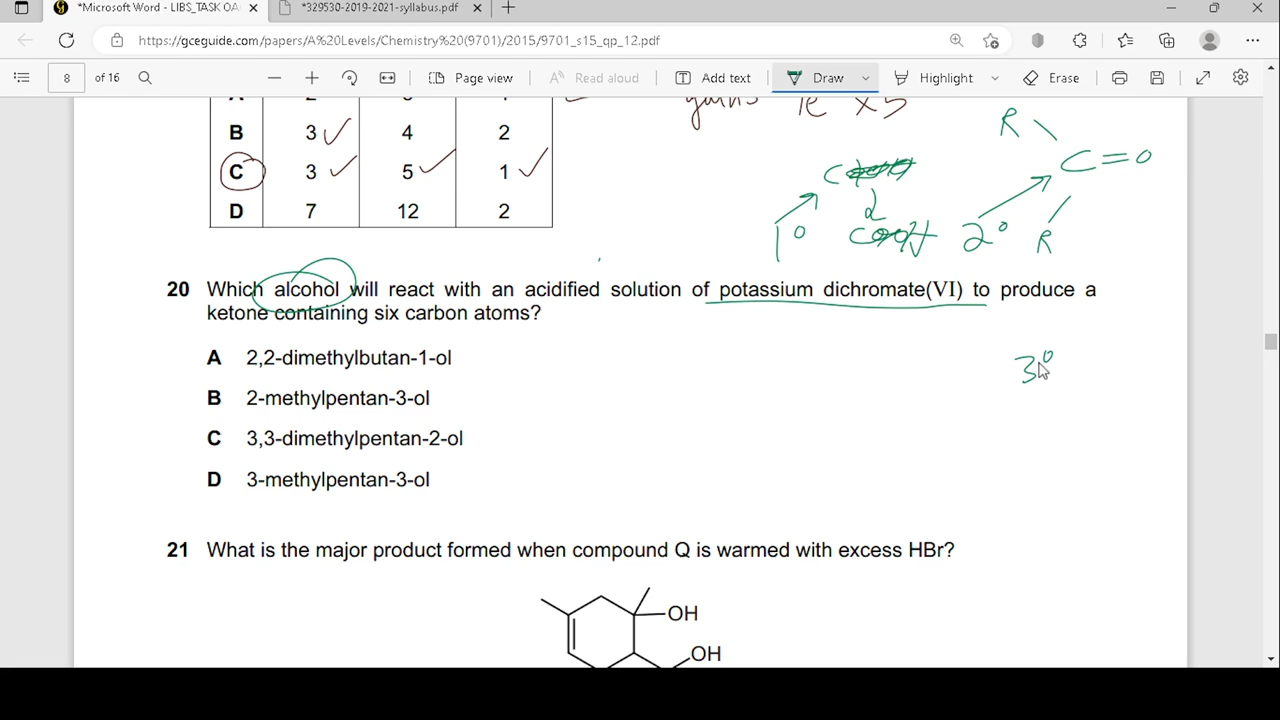 *Microsoft Word - LIBS_TASK OA
*329530-2019-2021-syllabus.pdf
https://gceguide.com/papers/A%20Levels/Chemistry%20(9701)/2015/9701_s15_qp_12.pdf
8 of 16
Page view
Read aloud
Add text
Draw
Highlight
Erase
gains 1e x5
B 3 4 2
C 3 5 1
D 7 12 2
R
C=O
1° COOH 2° R
20 Which alcohol will react with an acidified solution of potassium dichromate(VI) to produce a
ketone containing six carbon atoms?
3°
A 2,2-dimethylbutan-1-ol
B 2-methylpentan-3-ol
C 3,3-dimethylpentan-2-ol
D 3-methylpentan-3-ol
21 What is the major product formed when compound Q is warmed with excess HBr?
OH
OH